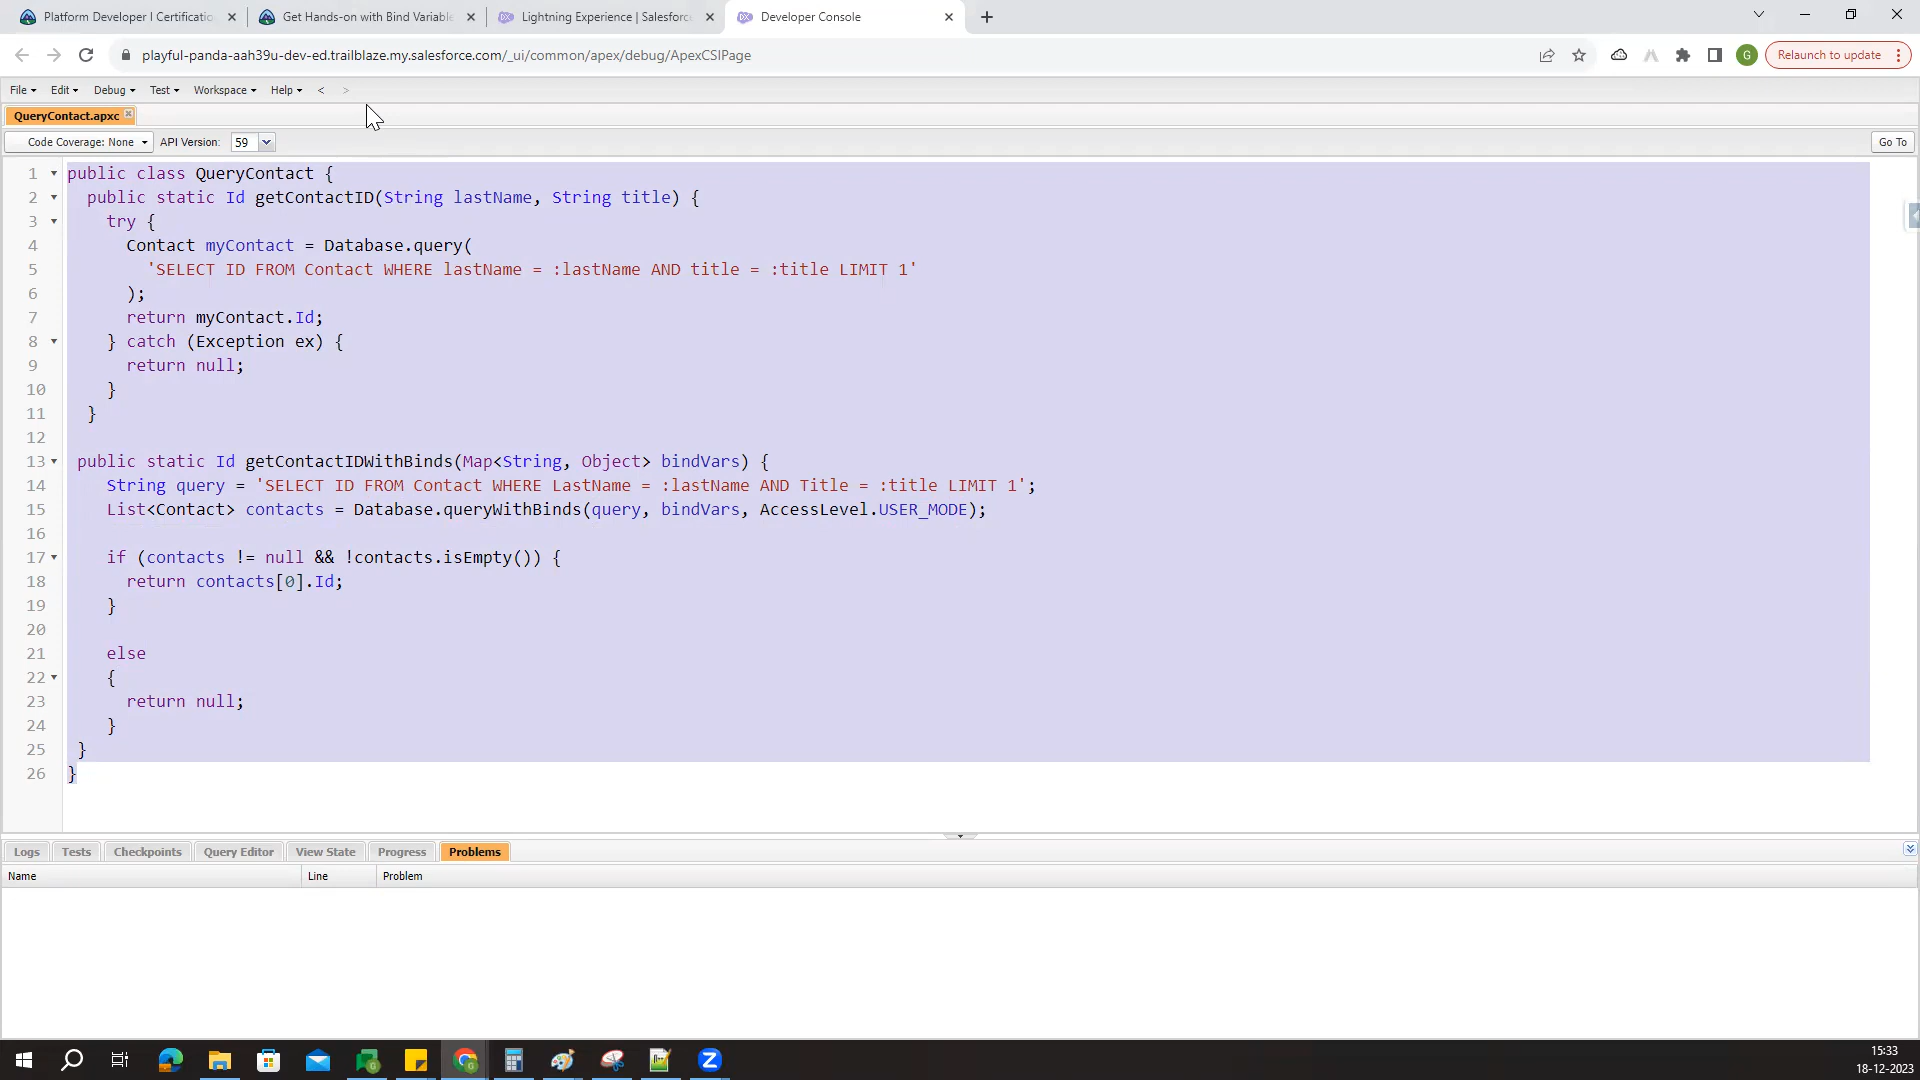 Platform Developer I Certificatio
Get Hands-on with Bind Variable
Lightning Experience | Salesforce
Developer Console
playful-panda-aah39u-dev-ed.trailblaze.my.salesforce.com/_ui/common/apex/debug/ApexCSIPage
G
Relaunch to update
File Edit Debug Test Workspace Help < >
QueryContact.apxc
Code Coverage: None API Version: 59 Go To
1 public class QueryContact {
2 public static Id getContactID(String lastName, String title) {
3 try {
4 Contact myContact = Database.query(
5 'SELECT ID FROM Contact WHERE lastName = :lastName AND title = :title LIMIT 1'
6 );
7 return myContact.Id;
8 } catch (Exception ex) {
9 return null;
10 }
11 }
12
13 public static Id getContactIDWithBinds(Map<String, Object> bindVars) {
14 String query = 'SELECT ID FROM Contact WHERE LastName = :lastName AND Title = :title LIMIT 1';
15 List<Contact> contacts = Database.queryWithBinds(query, bindVars, AccessLevel.USER_MODE);
16
17 if (contacts != null && !contacts.isEmpty()) {
18 return contacts[0].Id;
19 }
20
21 else
22 {
23 return null;
24 }
25 }
26 }
Logs Tests Checkpoints Query Editor View State Progress Problems
Name Line Problem
15:33
18-12-2023